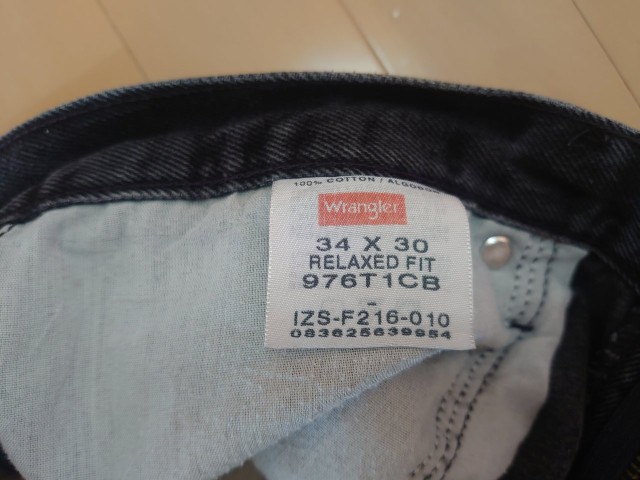 100% COTTON / ALGODON
Wrangler
34 X 30
RELAXED FIT
976T1CB
-
IZS-F216-010
083625639954